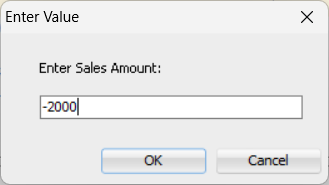 Enter Value
Enter Sales Amount:
-2000
OK
Cancel